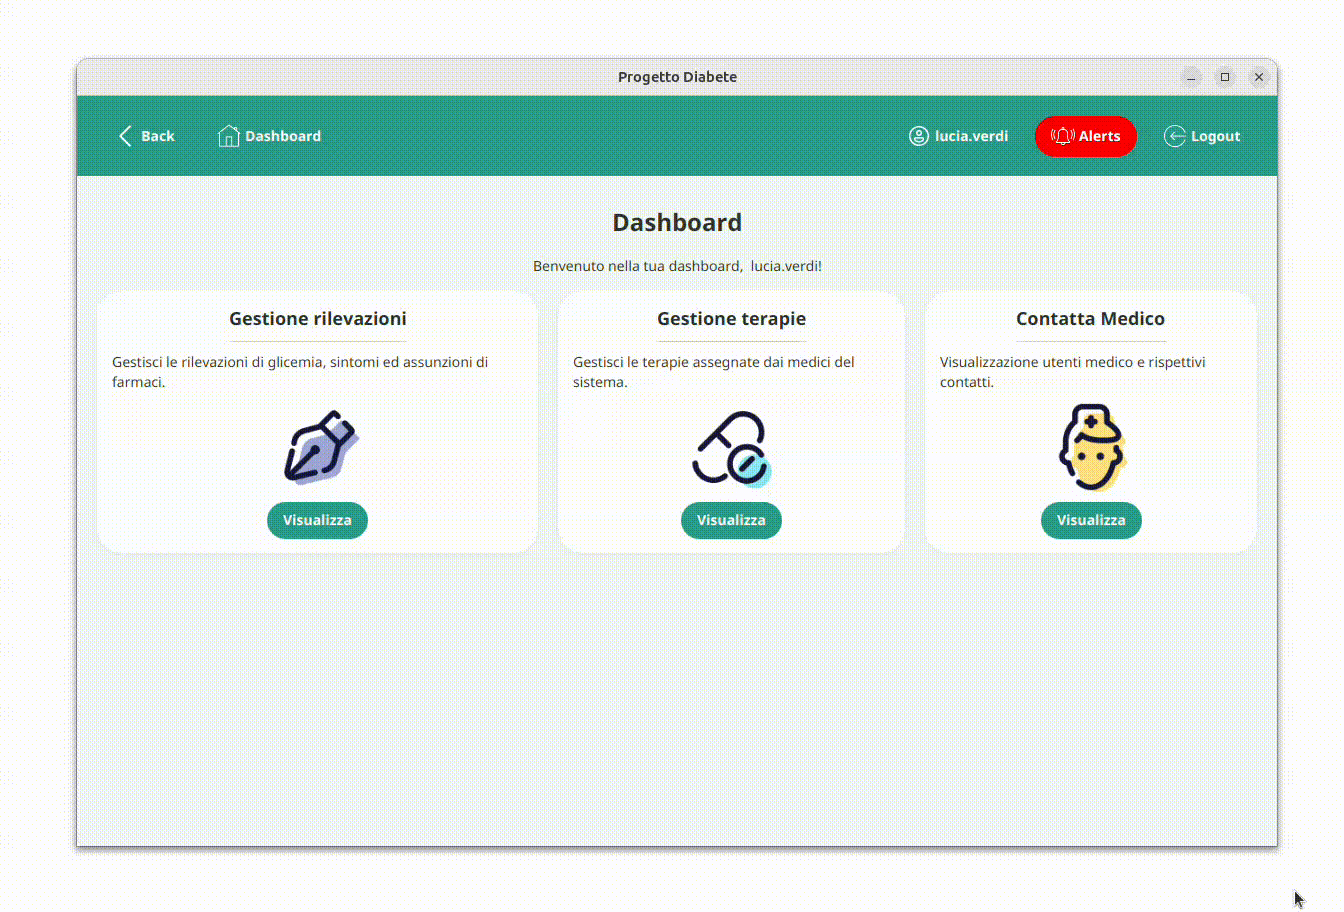 Progetto Diabete
Back
Dashboard
lucia.verdi
Alerts
Logout
Dashboard
Benvenuto nella tua dashboard, lucia.verdi!
Gestione rilevazioni
Gestisci le rilevazioni di glicemia, sintomi ed assunzioni di
farmaci.
Visualizza
Gestione terapie
Gestisci le terapie assegnate dai medici del
sistema.
Visualizza
Contatta Medico
Visualizzazione utenti medico e rispettivi
contatti.
Visualizza